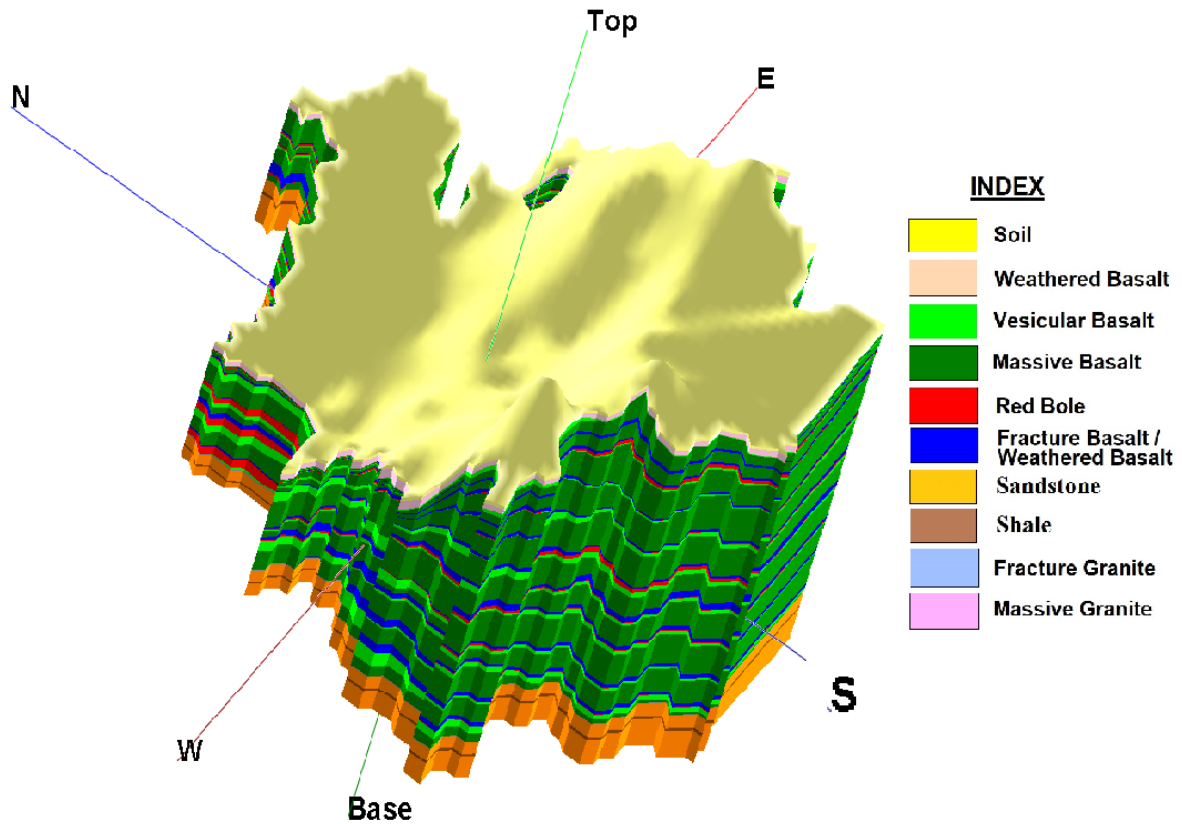 Top
E
N
INDEX
Soil
Weathered Basalt
Vesicular Basalt
Massive Basalt
Red Bole
Fracture Basalt /
Weathered Basalt
Sandstone
Shale
Fracture Granite
Massive Granite
S
W
Base